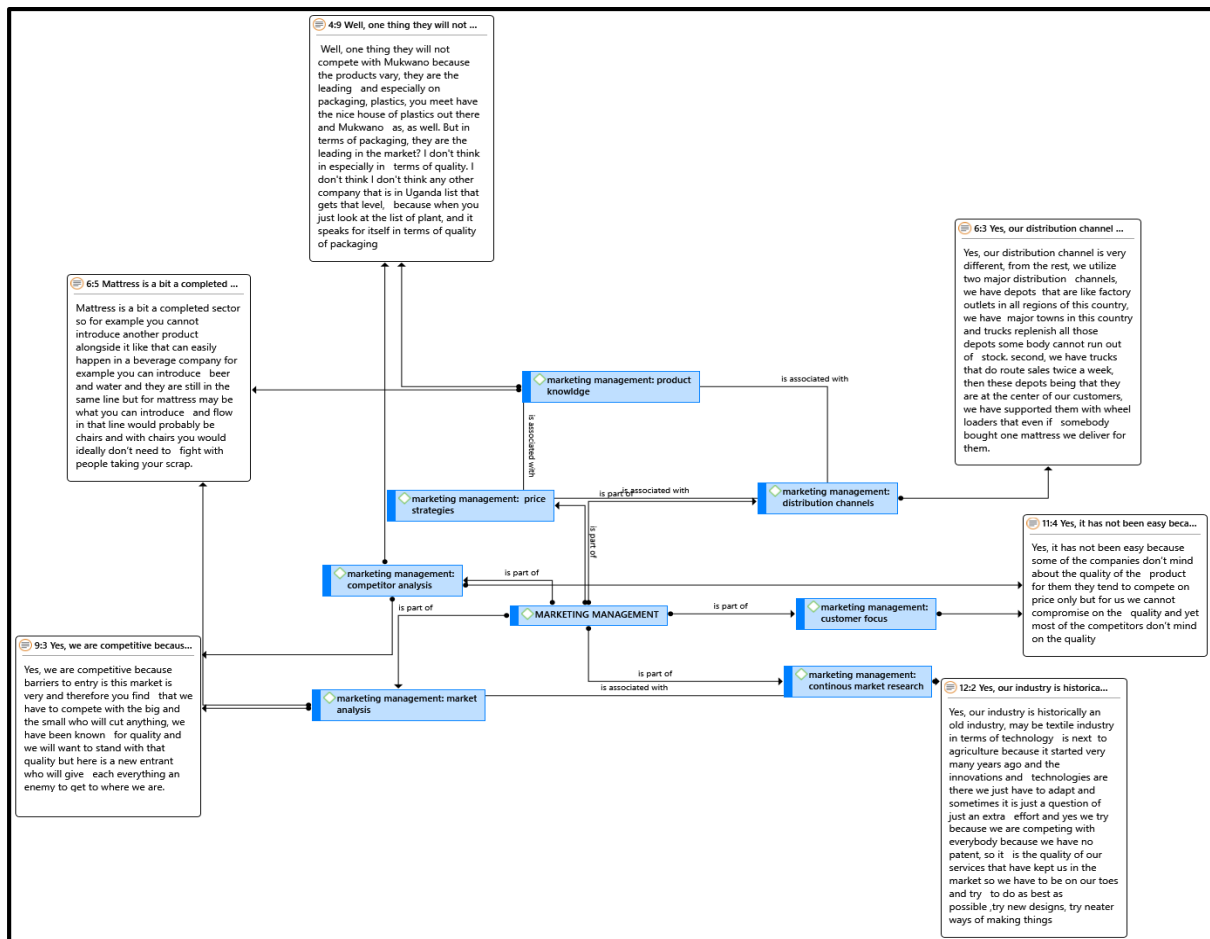 4:9 Well, one thing they will not ...
Well, one thing they will not
compete with Mukwano because
the products vary, they are the
leading and especially on
packaging, plastics, you meet have
the nice house of plastics out there
and Mukwano as, as well. But in
terms of packaging, they are the
leading in the market? I don't think
in especially in terms of quality. I
don't think I don't think any other
company that is in Uganda list that
gets that level, because when you
just look at the list of plant, and it
speaks for itself in terms of quality
of packaging
6:3 Yes, our distribution channel ...
Yes, our distribution channel is very
different, from the rest, we utilize
two major distribution channels,
we have depots that are like factory
outlets in all regions of this country,
we have major towns in this country
and trucks replenish all those
depots some body cannot run out
of stock. second, we have trucks
that do route sales twice a week,
then these depots being that they
are at the center of our customers,
we have supported them with wheel
loaders that even if somebody
bought one mattress we deliver for
them.
6:5 Mattress is a bit a completed ...
Mattress is a bit a completed sector
so for example you cannot
introduce another product
alongside it like that can easily
happen in a beverage company for
example you can introduce beer
and water and they are still in the
same line but for mattress may be
what you can introduce and flow
in that line would probably be
chairs and with chairs you would
ideally don't need to fight with
people taking your scrap.
marketing management: product
knowldge
is associated with
is associated with
marketing management: price
strategies
is associated with
is part of
marketing management:
distribution channels
is part of
11:4 Yes, it has not been easy beca...
Yes, it has not been easy because
some of the companies don't mind
about the quality of the product
for them they tend to compete on
price only but for us we cannot
compromise on the quality and yet
most of the competitors don't mind
on the quality
marketing management:
competitor analysis
is part of
is part of
MARKETING MANAGEMENT
is part of
marketing management:
customer focus
9:3 Yes, we are competitive becaus...
Yes, we are competitive because
barriers to entry is this market is
very and therefore you find that we
have to compete with the big and
the small who will cut anything, we
have been known for quality and
we will want to stand with that
quality but here is a new entrant
who will give each everything an
enemy to get to where we are.
marketing management: market
analysis
is part of
is associated with
marketing management:
continous market research
12:2 Yes, our industry is historica...
Yes, our industry is historically an
old industry, may be textile industry
in terms of technology is next to
agriculture because it started very
many years ago and the
innovations and technologies are
there we just have to adapt and
sometimes it is just a question of
just an extra effort and yes we try
because we are competing with
everybody because we have no
patent, so it is the quality of our
services that have kept us in the
market so we have to be on our toes
and try to do as best as
possible ,try new designs, try neater
ways of making things